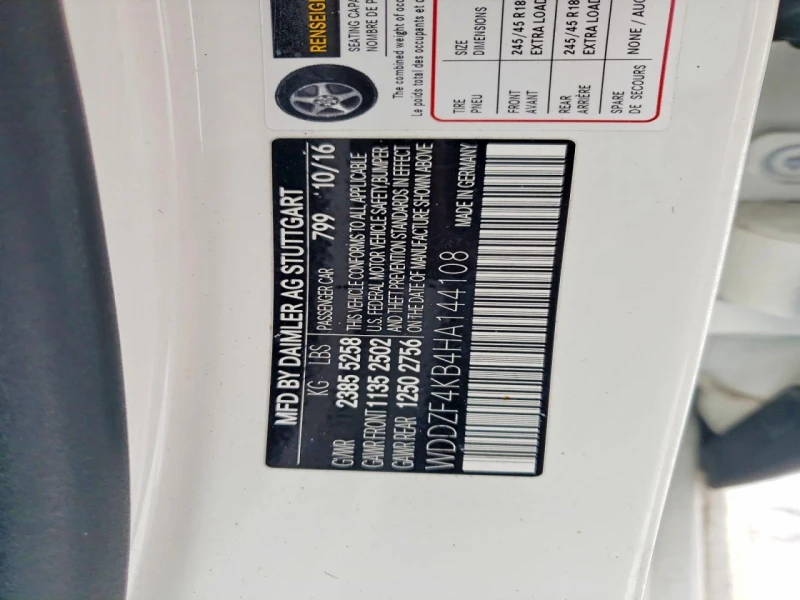 RENSEIGNE
SEATING CAPA
NOMBRE DE P
The combined weight of occ
Le poids total des occupants et d
TIRE SIZE
PNEU DIMENSIONS
FRONT 245/45 R18
AVANT EXTRA LOAD
REAR 245/45 R18
ARRIÈRE EXTRA LOAD
SPARE NONE / AUC
DE SECOURS
MFD BY DAIMLER AG STUTTGART
KG LBS PASSENGER CAR 799 10/16
GVWR 2385 5258 THIS VEHICLE CONFORMS TO ALL APPLICABLE
GAWR FRONT 1135 2502 U.S. FEDERAL MOTOR VEHICLE SAFETY,BUMPER
GAWR REAR 1250 2756 AND THEFT PREVENTION STANDARDS IN EFFECT
ON THE DATE OF MANUFACTURE SHOWN ABOVE
WDDZF4KB4HA144108 MADE IN GERMANY